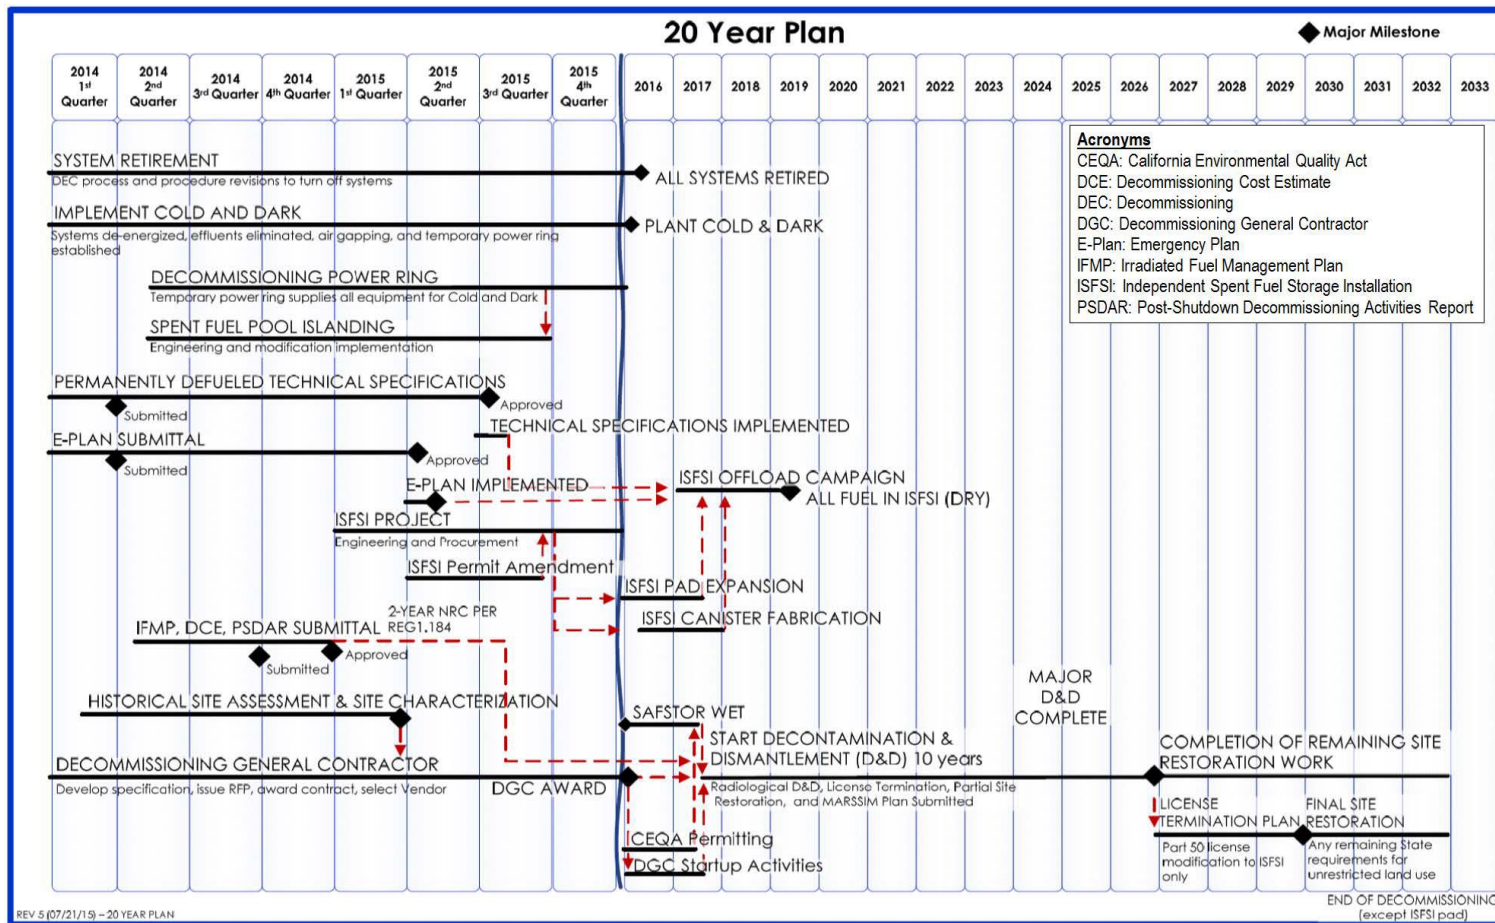 20 Year Plan
Major Milestone
2014
1st
Quarter
2014
2nd
Quarter
2014
3rd Quarter
2014
4th Quarter
2015
1st Quarter
2015
2nd
Quarter
2015
3rd Quarter
2015
4th
Quarter
2016
2017
2018
2019
2020
2021
2022
2023
2024
2025
2026
2027
2028
2029
2030
2031
2032
2033
Acronyms
CEQA: California Environmental Quality Act
DCE: Decommissioning Cost Estimate
DEC: Decommissioning
DGC: Decommissioning General Contractor
E-Plan: Emergency Plan
IFMP: Irradiated Fuel Management Plan
ISFSI: Independent Spent Fuel Storage Installation
PSDAR: Post-Shutdown Decommissioning Activities Report
SYSTEM RETIREMENT
DEC process and procedure revisions to turn off systems
ALL SYSTEMS RETIRED
IMPLEMENT COLD AND DARK
Systems de-energized, effluents eliminated, air gapping, and temporary power ring
established
PLANT COLD & DARK
DECOMMISSIONING POWER RING
Temporary power ring supplies all equipment for Cold and Dark
SPENT FUEL POOL ISLANDING
Engineering and modification implementation
PERMANENTLY DEFUELED TECHNICAL SPECIFICATIONS
Submitted
Approved
TECHNICAL SPECIFICATIONS IMPLEMENTED
E-PLAN SUBMITTAL
Submitted
Approved
E-PLAN IMPLEMENTED
ISFSI OFFLOAD CAMPAIGN
ALL FUEL IN ISFSI (DRY)
ISFSI PROJECT
Engineering and Procurement
ISFSI Permit Amendment
ISFSI PAD EXPANSION
ISFSI CANISTER FABRICATION
2-YEAR NRC PER
REG1.184
IFMP, DCE, PSDAR SUBMITTAL
Submitted
Approved
HISTORICAL SITE ASSESSMENT & SITE CHARACTERIZATION
SAFSTOR WET
MAJOR
D&D
COMPLETE
START DECONTAMINATION &
DISMANTLEMENT (D&D) 10 years
Radiological D&D, License Termination, Partial Site
Restoration, and MARSSIM Plan Submitted
COMPLETION OF REMAINING SITE
RESTORATION WORK
DECOMMISSIONING GENERAL CONTRACTOR
Develop specification, issue RFP, award contract, select Vendor
DGC AWARD
CEQA Permitting
DGC Startup Activities
LICENSE
TERMINATION PLAN
Part 50 license
modification to ISFSI
only
FINAL SITE
RESTORATION
Any remaining State
requirements for
unrestricted land use
END OF DECOMMISSIONING
(except ISFSI pad)
REV 5 (07/21/15) – 20 YEAR PLAN